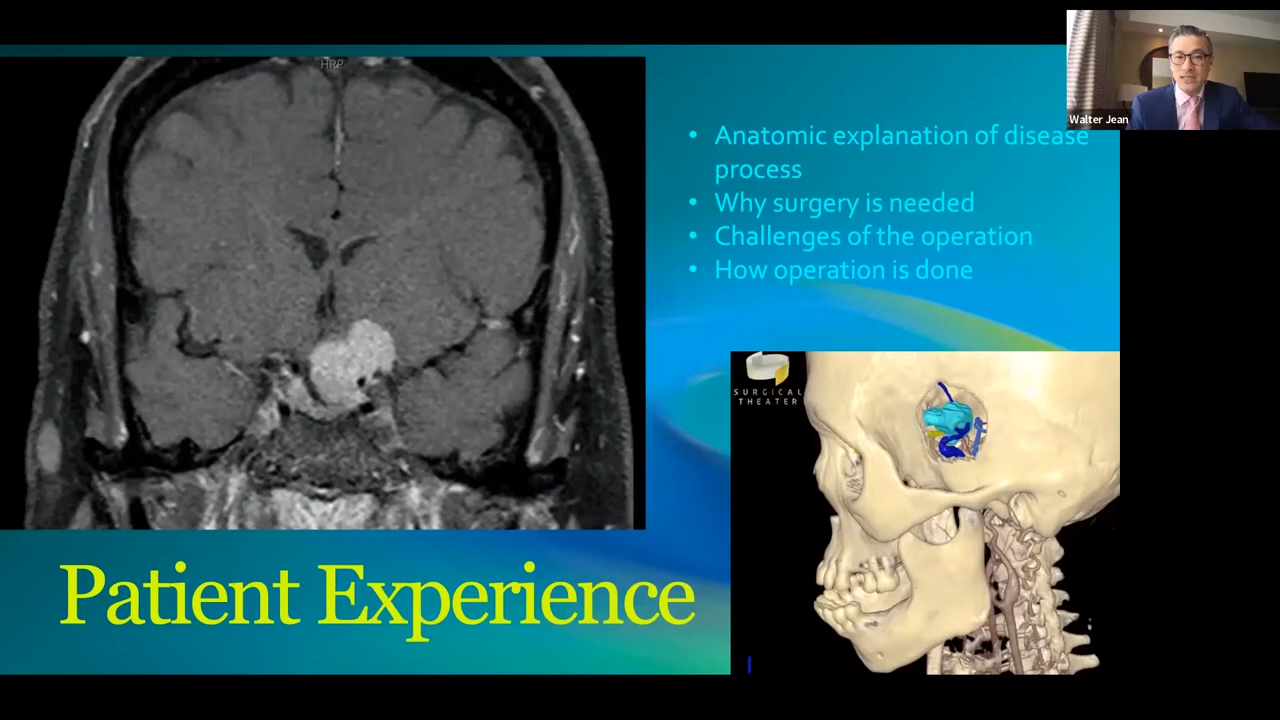 HRP
Walter Jean
• Anatomic explanation of disease
process
• Why surgery is needed
• Challenges of the operation
• How operation is done
SURGICAL
THEATER
Patient Experience